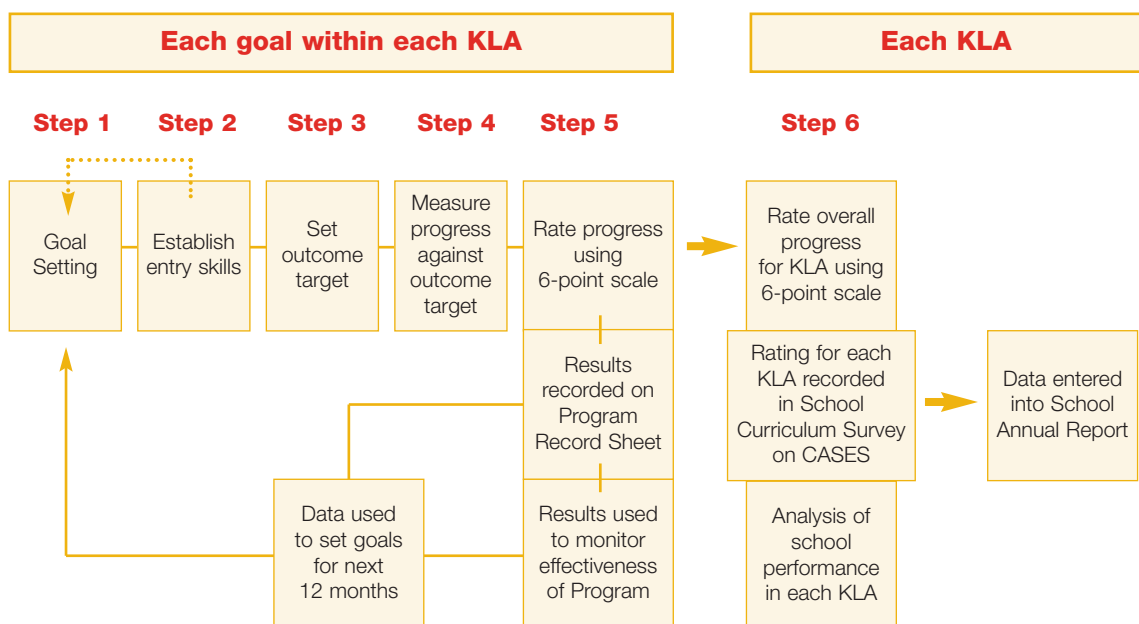 Each goal within each KLA
Each KLA
Step 1
Step 2
Step 3
Step 4
Step 5
Step 6
Goal
Setting
Establish
entry skills
Set
outcome
target
Measure
progress
against
outcome
target
Rate progress
using
6-point scale
Rate overall
progress
for KLA using
6-point scale
Results
recorded on
Program
Record Sheet
Rating for each
KLA recorded
in School
Curriculum Survey
on CASES
Data entered
into School
Annual Report
Data used
to set goals
for next
12 months
Results used
to monitor
effectiveness
of Program
Analysis of
school
performance
in each KLA